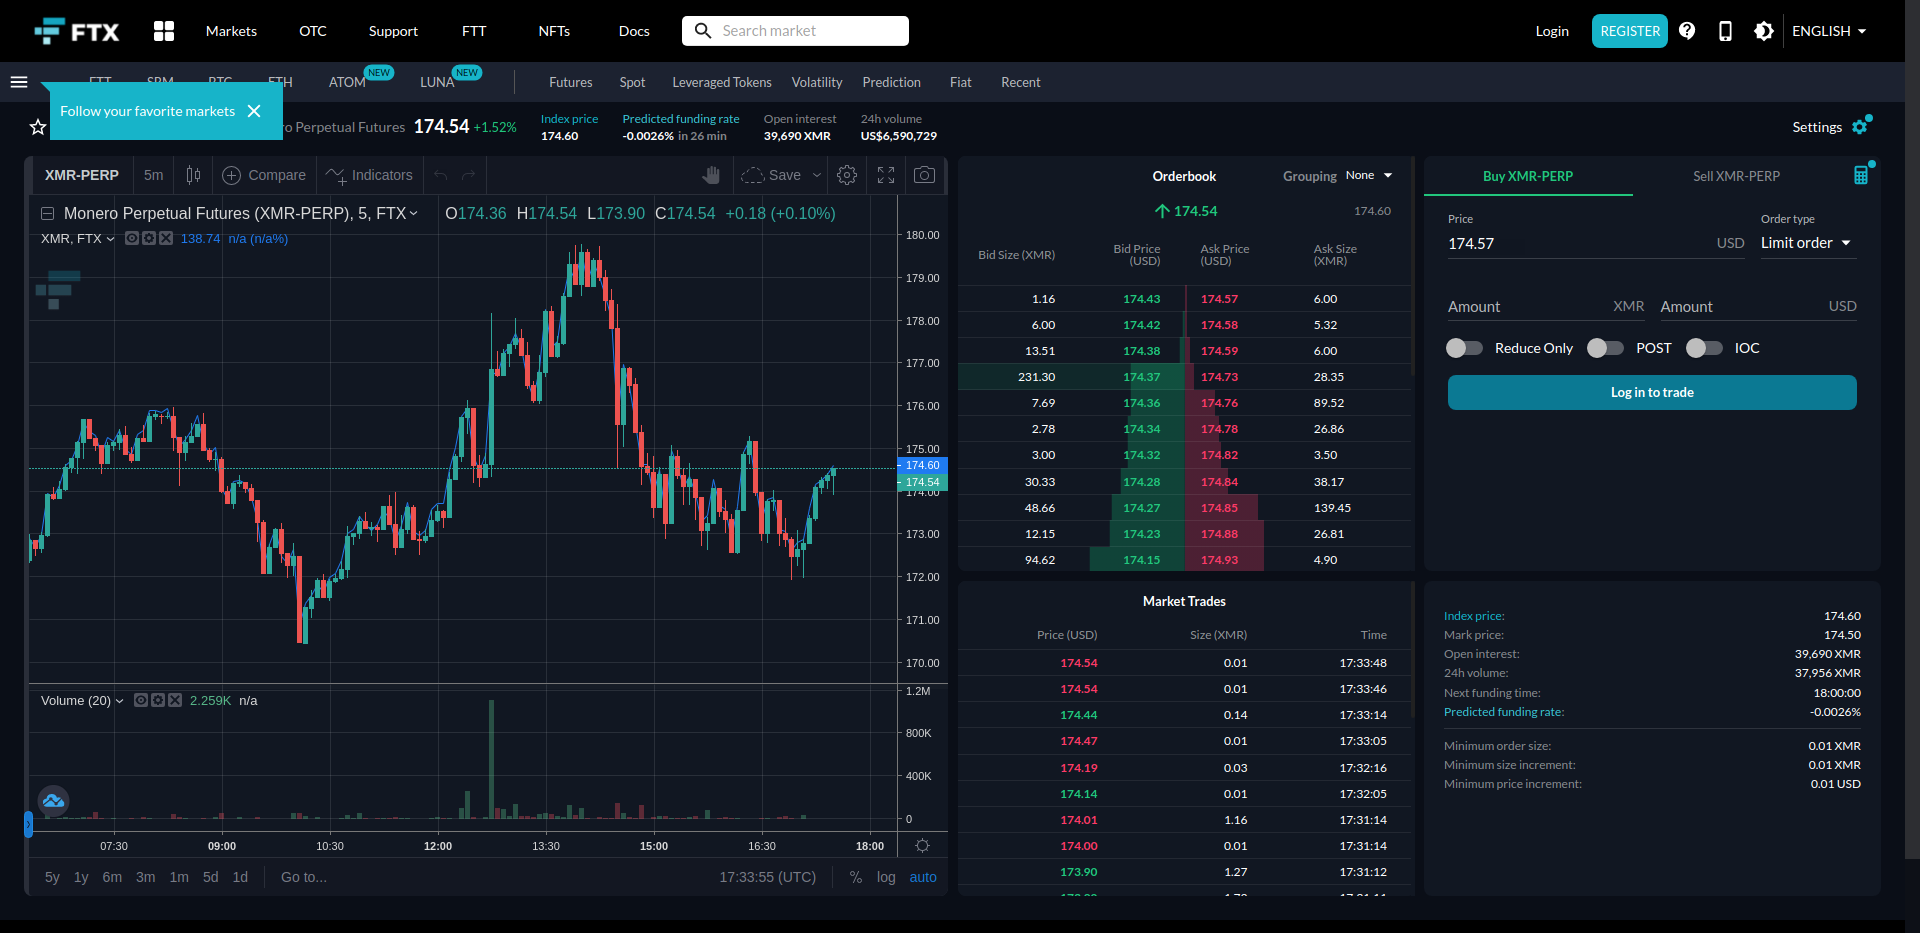 FTX
Markets
OTC
Support
FTT
NFTs
Docs
Search market
Login
REGISTER
ENGLISH
ATOM
NEW
LUNA
NEW
Futures
Spot
Leveraged Tokens
Volatility
Prediction
Fiat
Recent
Follow your favorite markets
Perpetual Futures
174.54
+1.52%
Index price
174.60
Predicted funding rate
-0.0026% in 26 min
Open interest
39,690 XMR
24h volume
US$6,590,729
Settings
XMR-PERP
5m
Compare
Indicators
Save
Monero Perpetual Futures (XMR-PERP), 5, FTX
O174.36 H174.54 L173.90 C174.54 +0.18 (+0.10%)
XMR, FTX
138.74 n/a (n/a%)
180.00
179.00
178.00
177.00
176.00
175.00
174.60
174.54
174.00
173.00
172.00
171.00
170.00
Volume (20)
2.259K n/a
1.2M
800K
400K
0
07:30
09:00
10:30
12:00
13:30
15:00
16:30
18:00
5y
1y
6m
3m
1m
5d
1d
Go to...
17:33:55 (UTC)
%
log
auto
Orderbook
Grouping
None
174.54
174.60
Bid Size (XMR)
Bid Price (USD)
Ask Price (USD)
Ask Size (XMR)
1.16 174.43 174.57 6.00
6.00 174.42 174.58 5.32
13.51 174.38 174.59 6.00
231.30 174.37 174.73 28.35
7.69 174.36 174.76 89.52
2.78 174.34 174.78 26.86
3.00 174.32 174.82 3.50
30.33 174.28 174.84 38.17
48.66 174.27 174.85 139.45
12.15 174.23 174.88 26.81
94.62 174.15 174.93 4.90
Market Trades
Price (USD) Size (XMR) Time
174.54 0.01 17:33:48
174.54 0.01 17:33:46
174.44 0.14 17:33:14
174.47 0.01 17:33:05
174.19 0.03 17:32:16
174.14 0.01 17:32:05
174.01 1.16 17:31:14
174.00 0.01 17:31:14
173.90 1.27 17:31:12
Buy XMR-PERP
Sell XMR-PERP
Price
174.57
USD
Order type
Limit order
Amount
XMR
Amount
USD
Reduce Only
POST
IOC
Log in to trade
Index price: 174.60
Mark price: 174.50
Open interest: 39,690 XMR
24h volume: 37,956 XMR
Next funding time: 18:00:00
Predicted funding rate: -0.0026%
Minimum order size: 0.01 XMR
Minimum size increment: 0.01 XMR
Minimum price increment: 0.01 USD